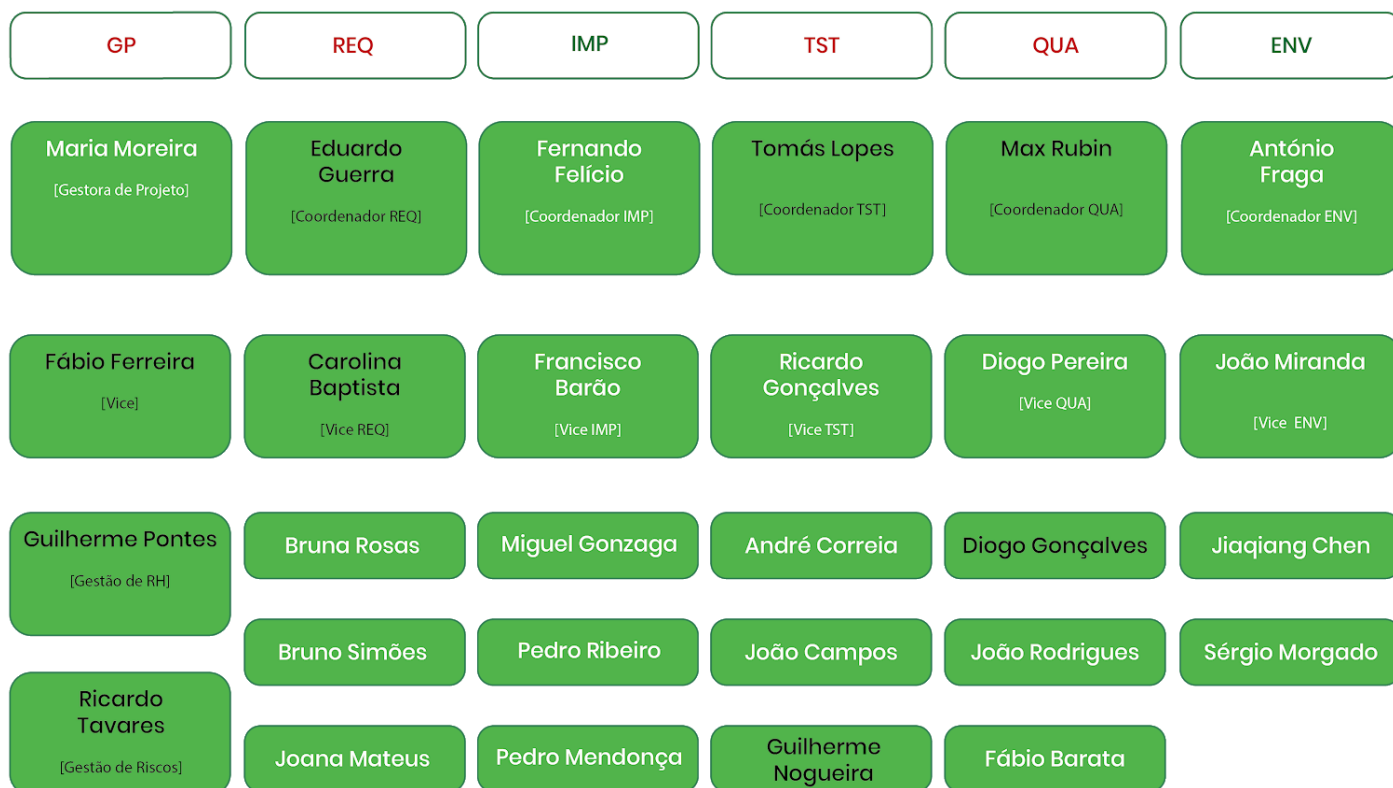 GP
REQ
IMP
TST
QUA
ENV
Maria Moreira
[Gestora de Projeto]
Eduardo
Guerra
[Coordenador REQ]
Fernando
Felício
[Coordenador IMP]
Tomás Lopes
[Coordenador TST]
Max Rubin
[Coordenador QUA]
António
Fraga
[Coordenador ENV]
Fábio Ferreira
[Vice]
Carolina
Baptista
[Vice REQ]
Francisco
Barão
[Vice IMP]
Ricardo
Gonçalves
[Vice TST]
Diogo Pereira
[Vice QUA]
João Miranda
[Vice ENV]
Guilherme Pontes
[Gestão de RH]
Bruna Rosas
Miguel Gonzaga
André Correia
Diogo Gonçalves
Jiaqiang Chen
Bruno Simões
Pedro Ribeiro
João Campos
João Rodrigues
Sérgio Morgado
Ricardo
Tavares
[Gestão de Riscos]
Joana Mateus
Pedro Mendonça
Guilherme
Nogueira
Fábio Barata